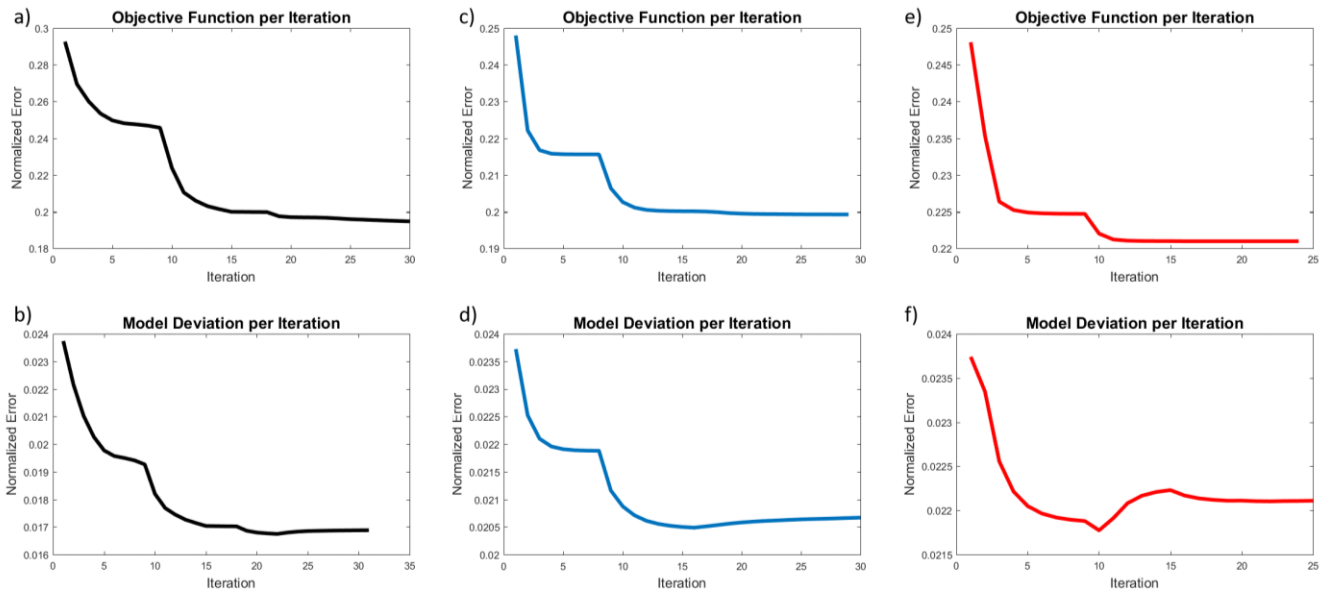 a) Objective Function per Iteration
Normalized Error
0.3
0.28
0.26
0.24
0.22
0.2
0.18
0 5 10 15 20 25 30
Iteration
c) Objective Function per Iteration
Normalized Error
0.25
0.24
0.23
0.22
0.21
0.2
0.19
0 5 10 15 20 25 30
Iteration
e) Objective Function per Iteration
Normalized Error
0.25
0.245
0.24
0.235
0.23
0.225
0.22
0 5 10 15 20 25
Iteration
b) Model Deviation per Iteration
Normalized Error
0.024
0.023
0.022
0.021
0.02
0.019
0.018
0.017
0.016
0 5 10 15 20 25 30 35
Iteration
d) Model Deviation per Iteration
Normalized Error
0.024
0.0235
0.023
0.0225
0.022
0.0215
0.021
0.0205
0.02
0 5 10 15 20 25 30
Iteration
f) Model Deviation per Iteration
Normalized Error
0.024
0.0235
0.023
0.0225
0.022
0.0215
0 5 10 15 20 25
Iteration